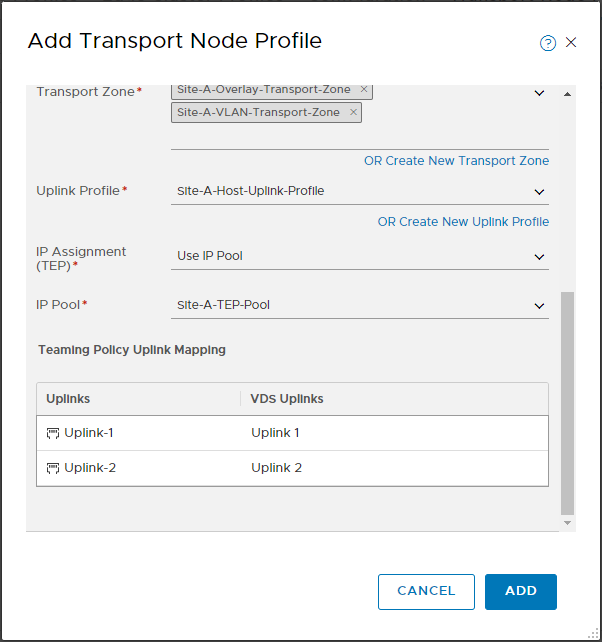 Add Transport Node Profile
Transport Zone*
Site-A-Overlay-Transport-Zone ×
Site-A-VLAN-Transport-Zone ×
OR Create New Transport Zone
Uplink Profile*
Site-A-Host-Uplink-Profile
OR Create New Uplink Profile
IP Assignment
(TEP)*
Use IP Pool
IP Pool*
Site-A-TEP-Pool
Teaming Policy Uplink Mapping
Uplinks VDS Uplinks
Uplink-1 Uplink 1
Uplink-2 Uplink 2
CANCEL ADD